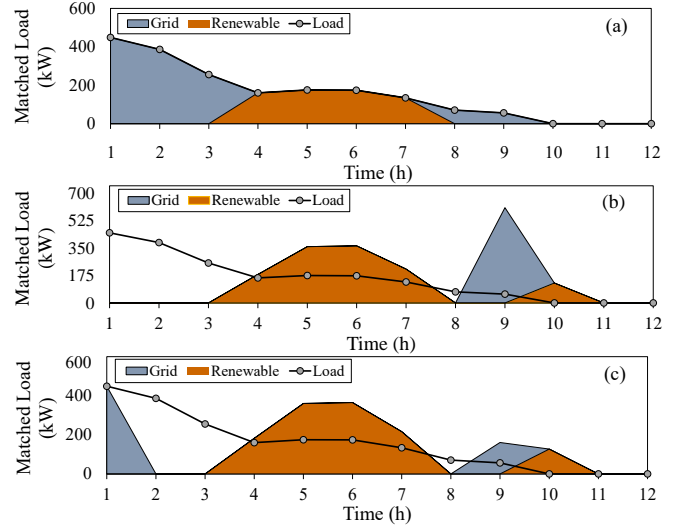 600
Grid Renewable Load
(a)
400
200
0
Matched Load
(kW)
1 2 3 4 5 6 7 8 9 10 11 12
Time (h)
700
Grid Renewable Load
(b)
525
350
175
0
Matched Load
(kW)
1 2 3 4 5 6 7 8 9 10 11 12
Time (h)
600
Grid Renewable Load
(c)
400
200
0
Matched Load
(kW)
1 2 3 4 5 6 7 8 9 10 11 12
Time (h)